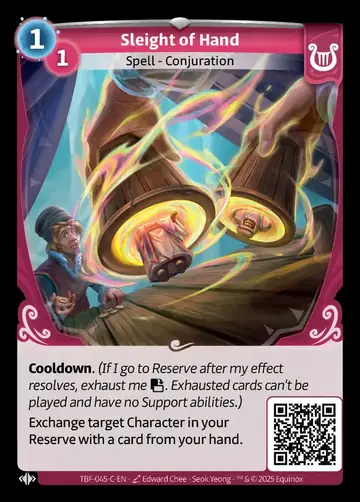 1
1
Sleight of Hand
Spell - Conjuration
Cooldown. (If I go to Reserve after my effect
resolves, exhaust me. Exhausted cards can't be
played and have no Support abilities.)
Exchange target Character in your
Reserve with a card from your hand.
TBF-045-C-EN - Edward Chee - Seok Yeong - ™ & © 2025 Equinox